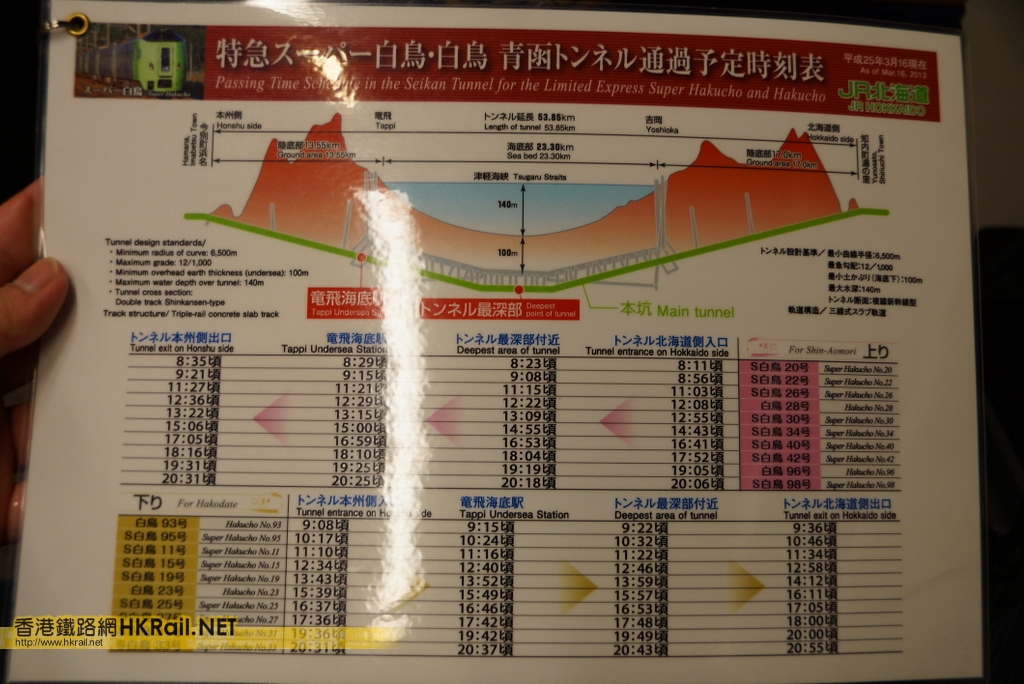 特急スーパー白鳥・白鳥 青函トンネル通過予定時刻表
Passing Time Schedule in the Seikan Tunnel for the Limited Express Super Hakucho and Hakucho
平成25年3月16日現在
As of Mar.16, 2013
JR北海道
JR HOKKAIDO
スーパー白鳥 Super Hakucho
本州側
Honshu side
竜飛
Tappi
トンネル延長 53.85km
Length of tunnel 53.85km
吉岡
Yoshioka
北海道側
Hokkaido side
Hamana, Imabetsu Town
今別町浜名
陸底部13.55km
Ground area 13.55km
海底部 23.30km
Sea bed 23.30km
陸底部17.0km
Ground area 17.0km
知内町湯の里
Yunosato, Shiriuchi Town
津軽海峡 Tsugaru Straits
140m
100m
Tunnel design standards/
・Minimum radius of curve: 6,500m
・Maximum grade: 12/1,000
・Minimum overhead earth thickness (undersea): 100m
・Maximum water depth over tunnel: 140m
・Tunnel cross section:
Double track Shinkansen-type
Track structure/ Triple-rail concrete slab track
トンネル設計基準／最小曲線半径:6,500m
最急勾配:12／1,000
最小土かぶり(海底下):100m
最大水深:140m
トンネル断面:複線新幹線型
軌道構造／三線式スラブ軌道
竜飛海底
Tappi Undersea
トンネル最深部 Deepest point of tunnel
本坑 Main tunnel
トンネル本州側出口 竜飛海底駅 トンネル最深部付近 トンネル北海道側入口 For Shin-Aomori 上り
Tunnel exit on Honshu side Tappi Undersea Station Deepest area of tunnel Tunnel entrance on Hokkaido side
8:35頃 8:29頃 8:23頃 8:11頃 S白鳥 20号 Super Hakucho No.20
9:21頃 9:15頃 9:08頃 8:56頃 S白鳥 22号 Super Hakucho No.22
11:27頃 11:21頃 11:15頃 11:03頃 S白鳥 26号 Super Hakucho No.26
12:36頃 12:29頃 12:22頃 12:08頃 白鳥 28号 Hakucho No.28
13:22頃 13:15頃 13:09頃 12:55頃 S白鳥 30号 Super Hakucho No.30
15:06頃 15:00頃 14:55頃 14:43頃 S白鳥 34号 Super Hakucho No.34
17:05頃 16:59頃 16:53頃 16:41頃 S白鳥 40号 Super Hakucho No.40
18:16頃 18:10頃 18:04頃 17:52頃 S白鳥 42号 Super Hakucho No.42
19:31頃 19:25頃 19:19頃 19:05頃 白鳥 96号 Hakucho No.96
20:31頃 20:25頃 20:18頃 20:06頃 S白鳥 98号 Super Hakucho No.98
下り For Hakodate トンネル本州側入 竜飛海底駅 トンネル最深部付近 トンネル北海道側出口
Tunnel entrance on Honshu side Tappi Undersea Station Deepest area of tunnel Tunnel exit on Hokkaido side
白鳥 93号 Hakucho No.93 9:08頃 9:15頃 9:22頃 9:36頃
S白鳥 95号 Super Hakucho No.95 10:17頃 10:24頃 10:32頃 10:46頃
S白鳥 11号 Super Hakucho No.11 11:10頃 11:16頃 11:22頃 11:34頃
S白鳥 15号 Super Hakucho No.15 12:34頃 12:40頃 12:46頃 12:58頃
S白鳥 19号 Super Hakucho No.19 13:43頃 13:52頃 13:59頃 14:12頃
白鳥 23号 Hakucho No.23 15:39頃 15:49頃 15:57頃 16:11頃
S白鳥 25号 Super Hakucho No.25 16:37頃 16:46頃 16:53頃 17:05頃
No.27 17:36頃 17:42頃 17:48頃 18:00頃
19:36頃 19:42頃 19:49頃 20:00頃
20:31頃 20:37頃 20:43頃 20:55頃
香港鐵路網HKRail.NET
http://www.hkrail.net